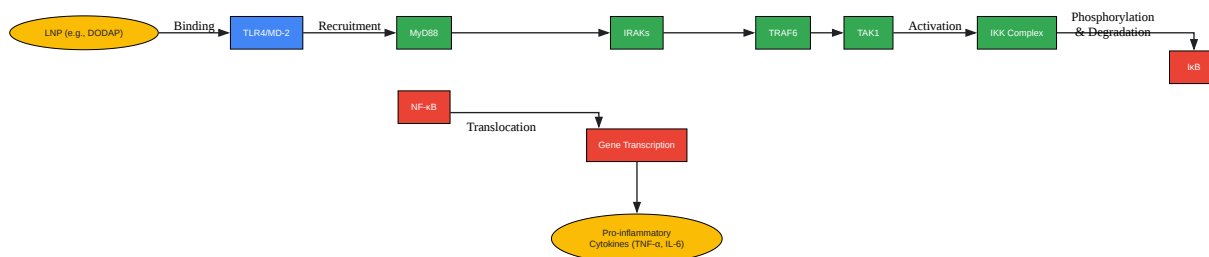 LNP (e.g., DODAP)
Binding
TLR4/MD-2
Recruitment
MyD88
IRAKs
TRAF6
TAK1
Activation
IKK Complex
Phosphorylation
& Degradation
IκB
NF-κB
Translocation
Gene Transcription
Pro-inflammatory
Cytokines (TNF-α, IL-6)